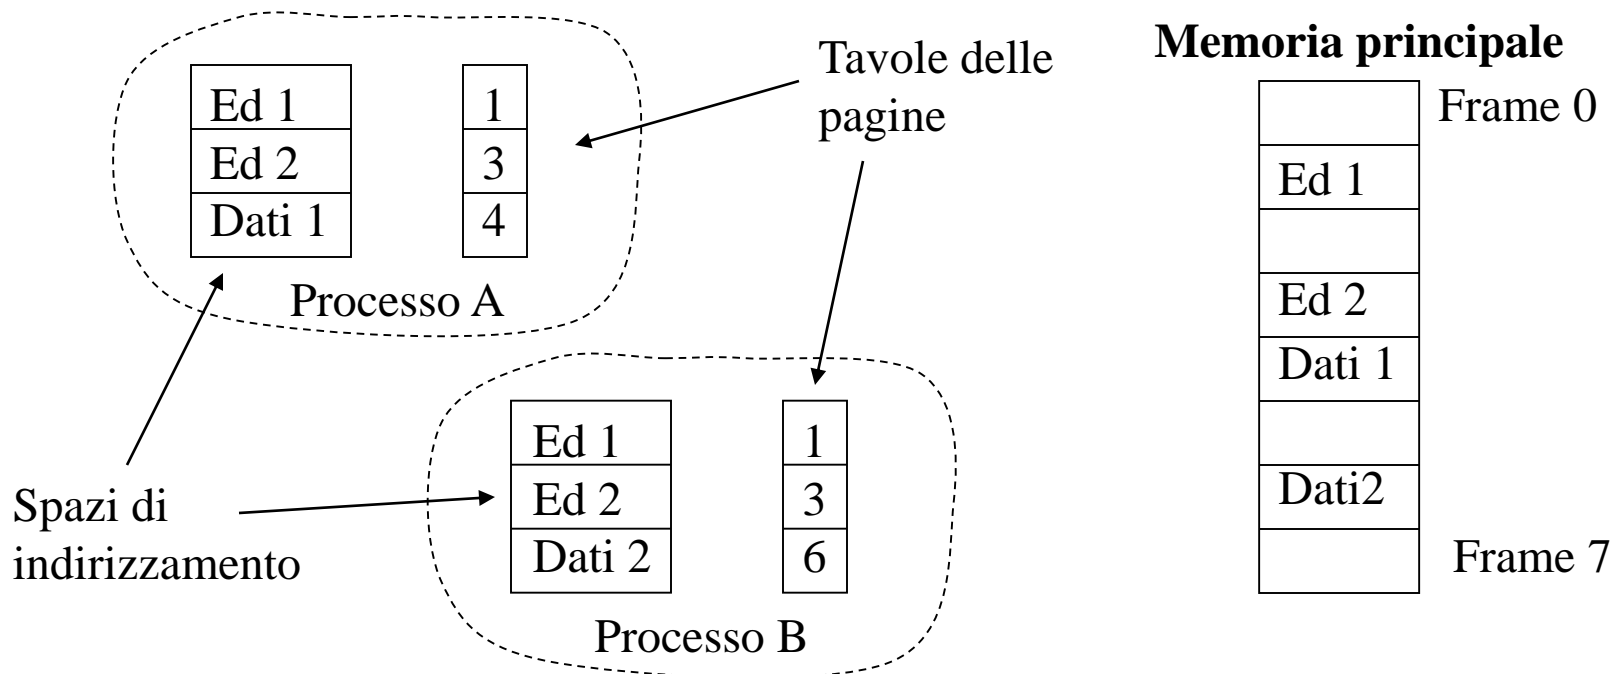 Ed 1
Ed 2
Dati 1
1
3
4
Processo A
Tavole delle
pagine
Ed 1
Ed 2
Dati 2
1
3
6
Processo B
Spazi di
indirizzamento
Memoria principale
Frame 0
Ed 1
Ed 2
Dati 1
Dati2
Frame 7